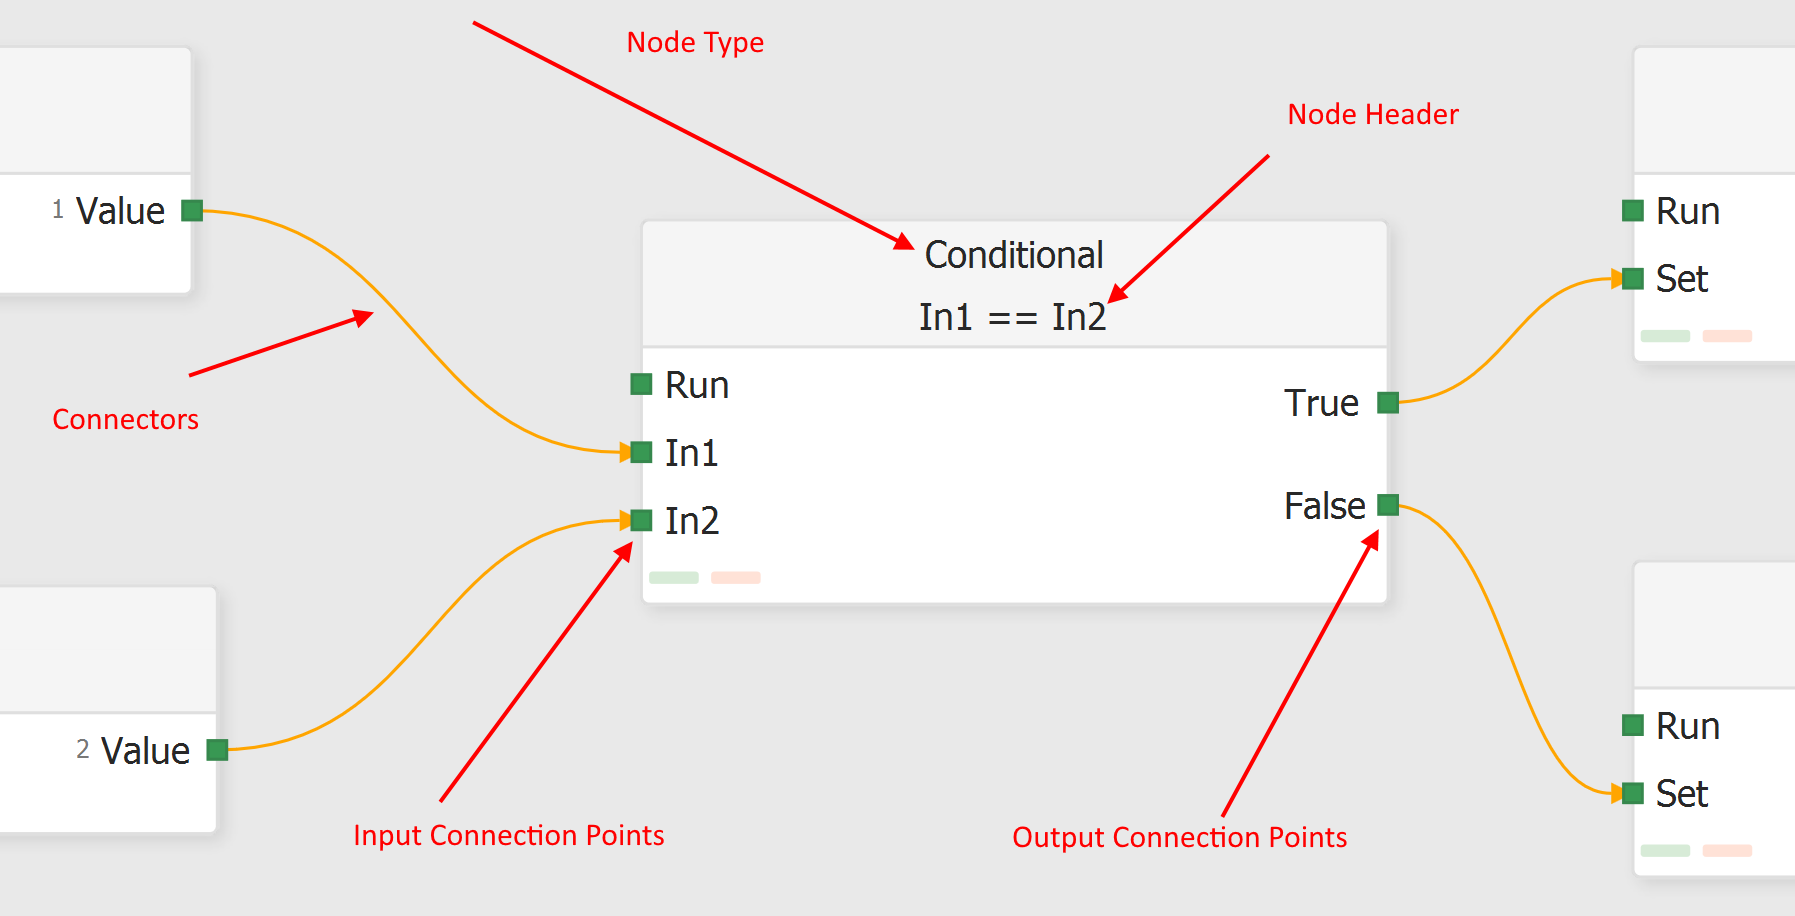 Node Type
Node Header
1 Value
Run
Set
Conditional
In1 == In2
Run
In1
In2
True
False
Connectors
2 Value
Run
Set
Input Connection Points
Output Connection Points